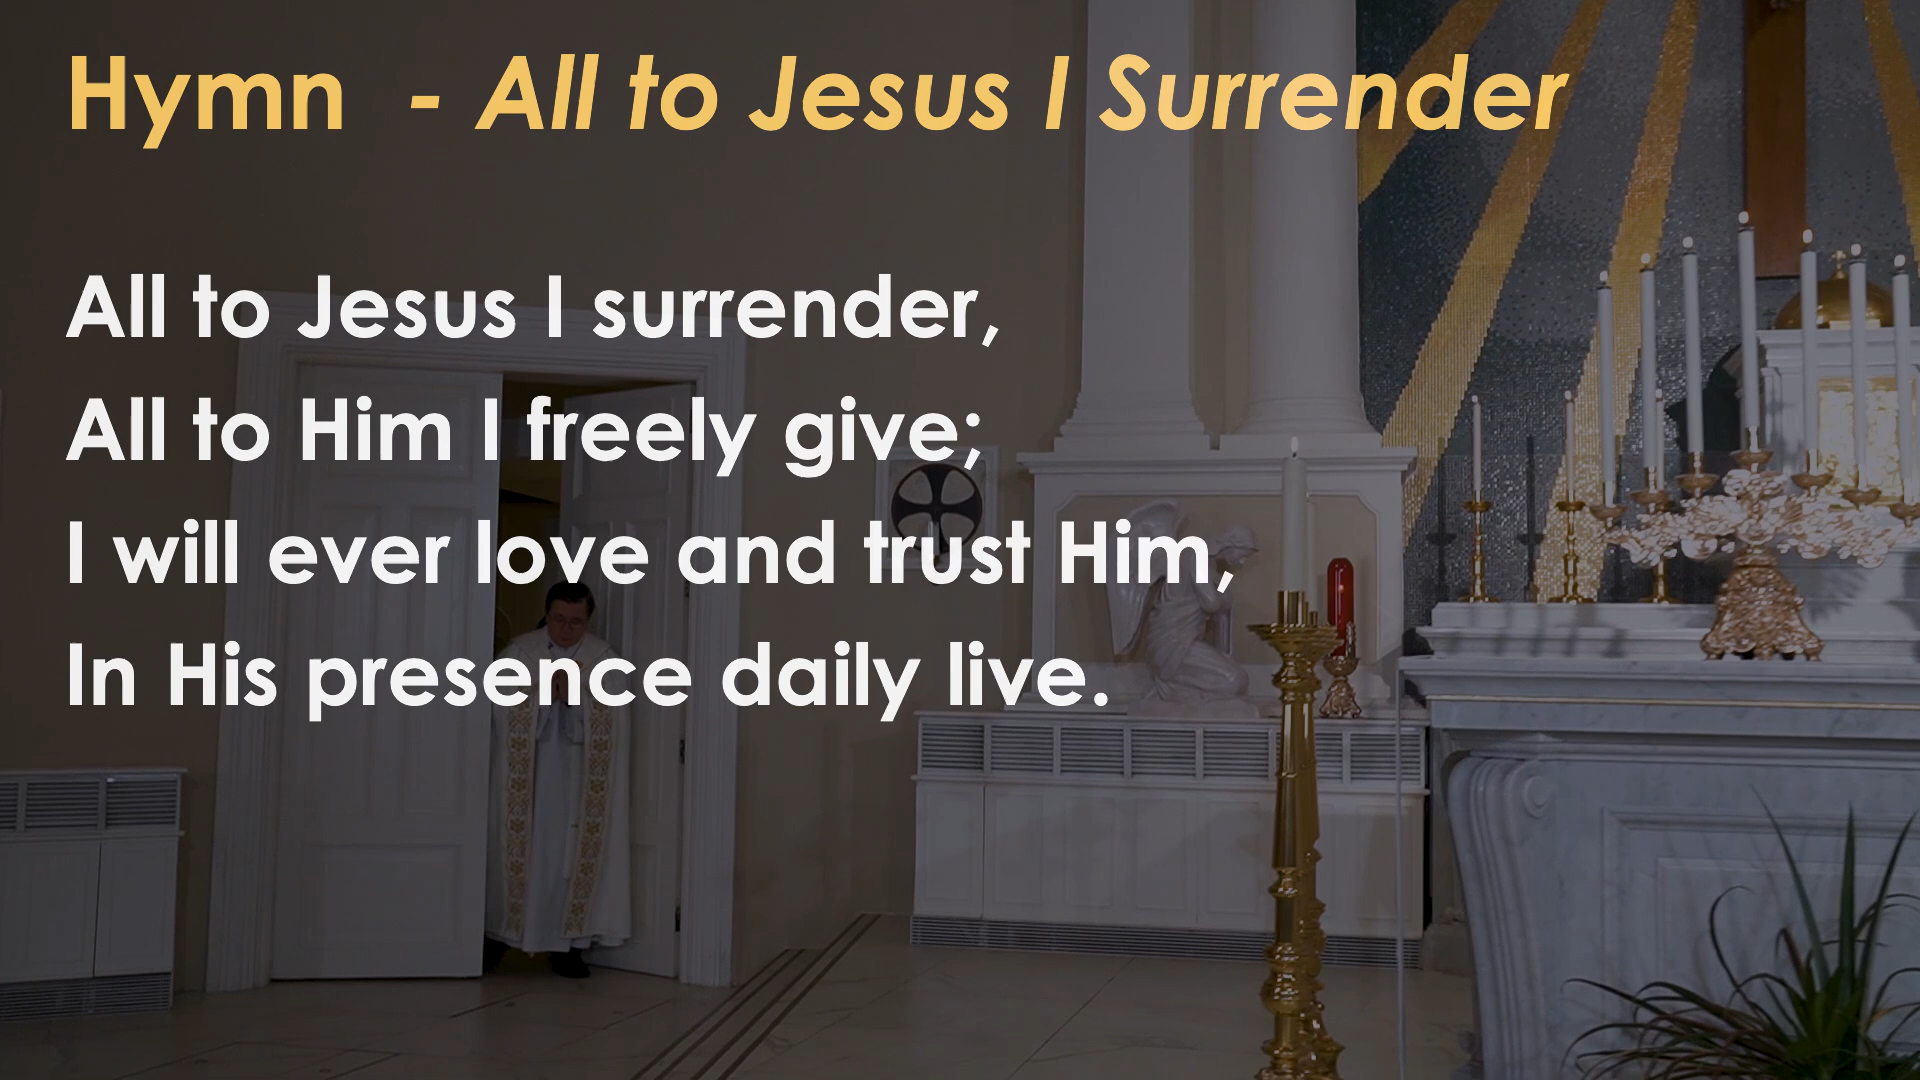 Hymn - All to Jesus I Surrender
All to Jesus I surrender,
All to Him I freely give;
I will ever love and trust Him,
In His presence daily live.